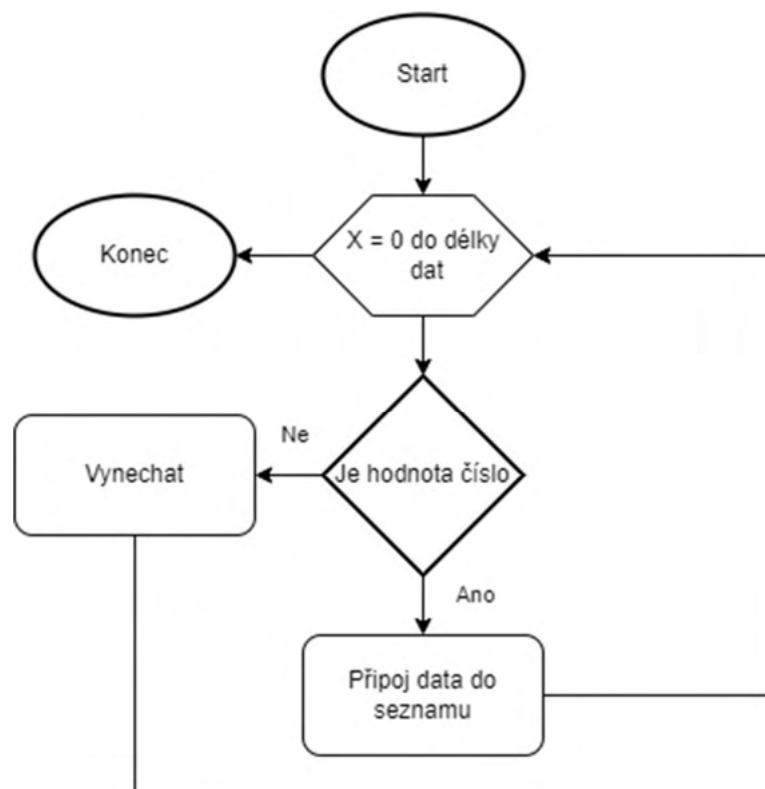 Start
X = 0 do délky
dat
Konec
Ne
Je hodnota číslo
Vynechat
Ano
Připoj data do
seznamu